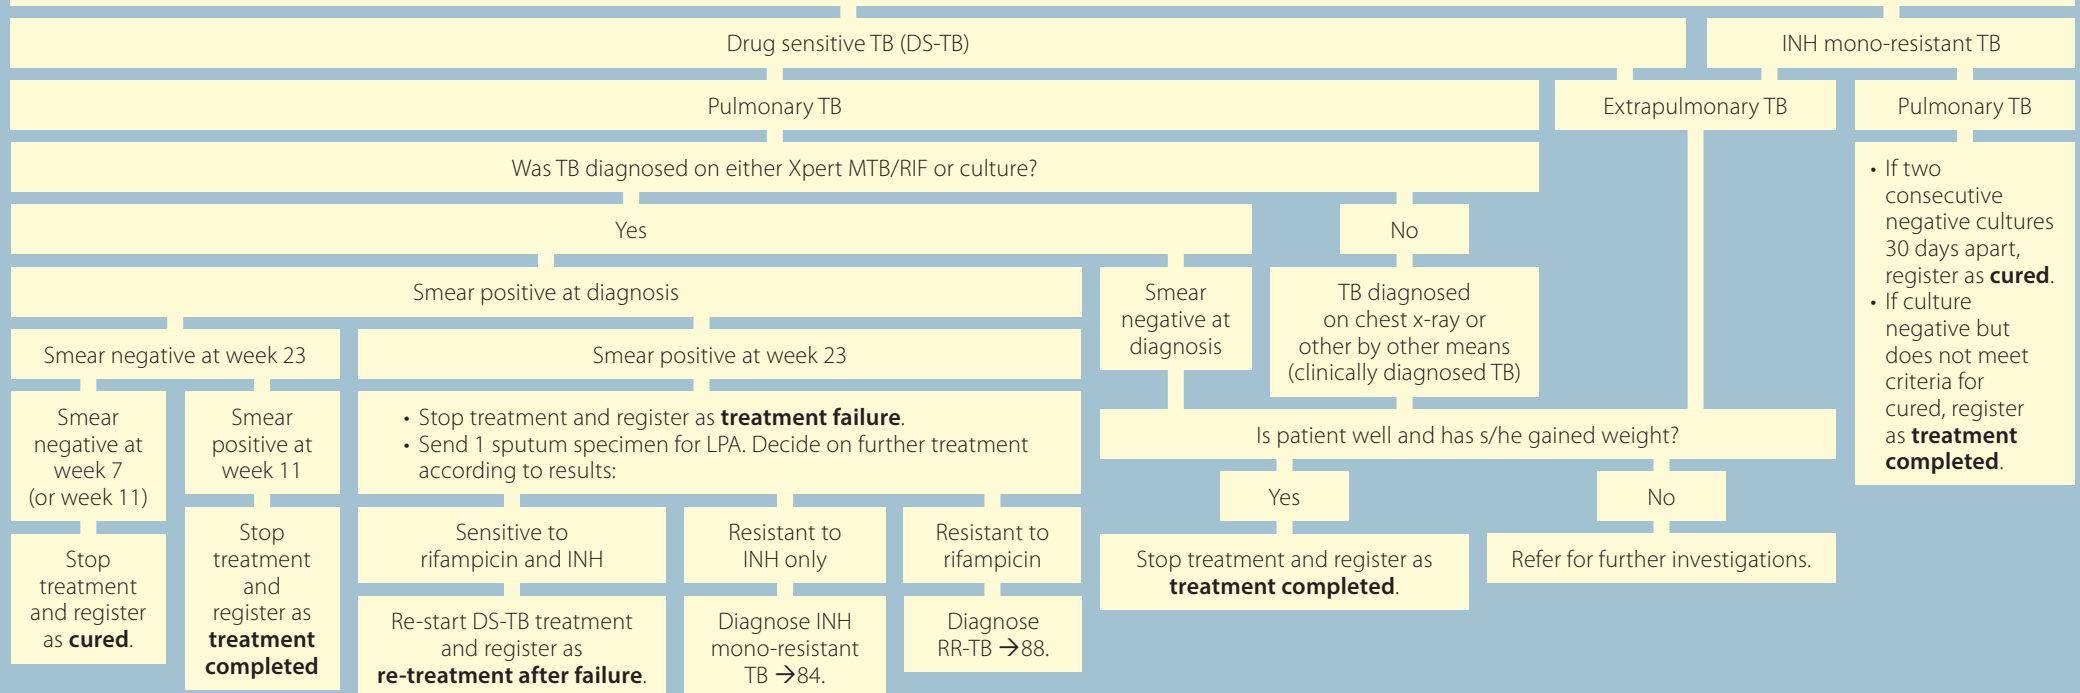 Drug sensitive TB (DS-TB)
INH mono-resistant TB
Pulmonary TB
Extrapulmonary TB
Pulmonary TB
Was TB diagnosed on either Xpert MTB/RIF or culture?
• If two
consecutive
negative cultures
30 days apart,
register as cured.
• If culture
negative but
does not meet
criteria for
cured, register
as treatment
completed.
Yes
No
Smear positive at diagnosis
Smear
negative at
diagnosis
TB diagnosed
on chest x-ray or
other by other means
(clinically diagnosed TB)
Smear negative at week 23
Smear positive at week 23
Smear
negative at
week 7
(or week 11)
Smear
positive at
week 11
• Stop treatment and register as treatment failure.
• Send 1 sputum specimen for LPA. Decide on further treatment
according to results:
Is patient well and has s/he gained weight?
Yes
No
Stop
treatment
and register
as cured.
Stop
treatment
and
register as
treatment
completed
Sensitive to
rifampicin and INH
Resistant to
INH only
Resistant to
rifampicin
Stop treatment and register as
treatment completed.
Refer for further investigations.
Re-start DS-TB treatment
and register as
re-treatment after failure.
Diagnose INH
mono-resistant
TB →84.
Diagnose
RR-TB →88.